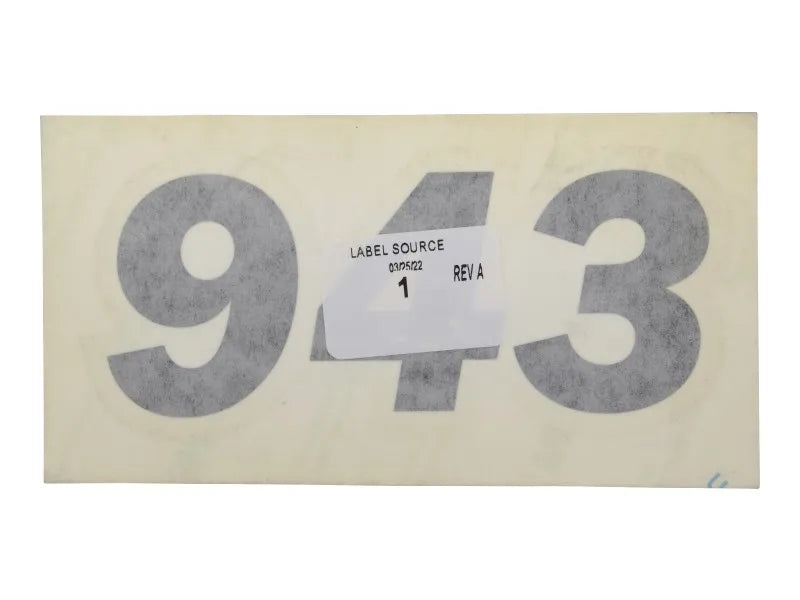 943
LABEL SOURCE
03/25/22
1
REV A